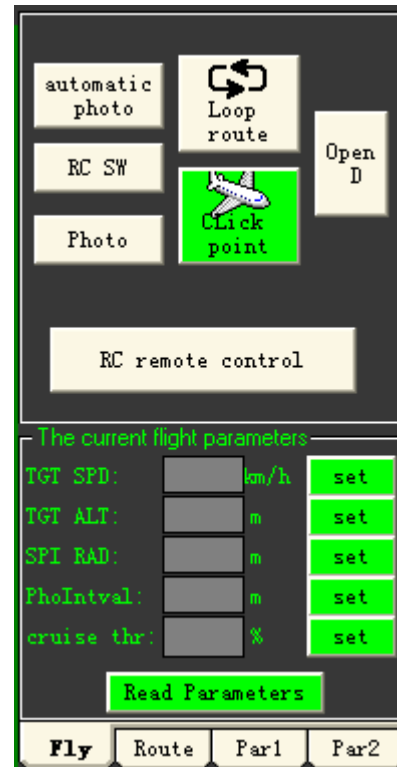 automatic
photo
Loop
route
Open
D
RC SW
CLick
point
Photo
RC remote control
The current flight parameters
TGT SPD: km/h set
TGT ALT: m set
SPI RAD: m set
PhoIntval: m set
cruise thr: % set
Read Parameters
Fly Route Par1 Par2